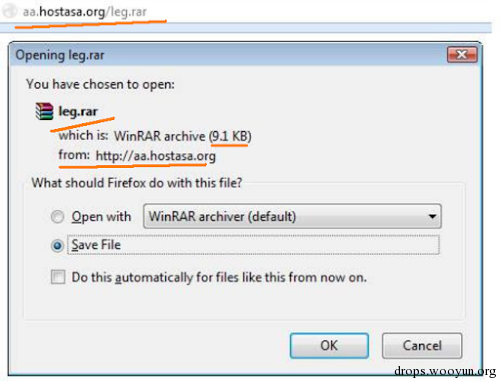 aa.hostasa.org/leg.rar
Opening leg.rar
You have chosen to open:
leg.rar
which is: WinRAR archive (9.1 KB)
from: http://aa.hostasa.org
What should Firefox do with this file?
Open with WinRAR archiver (default)
Save File
Do this automatically for files like this from now on.
OK Cancel
drops.wooyun.org